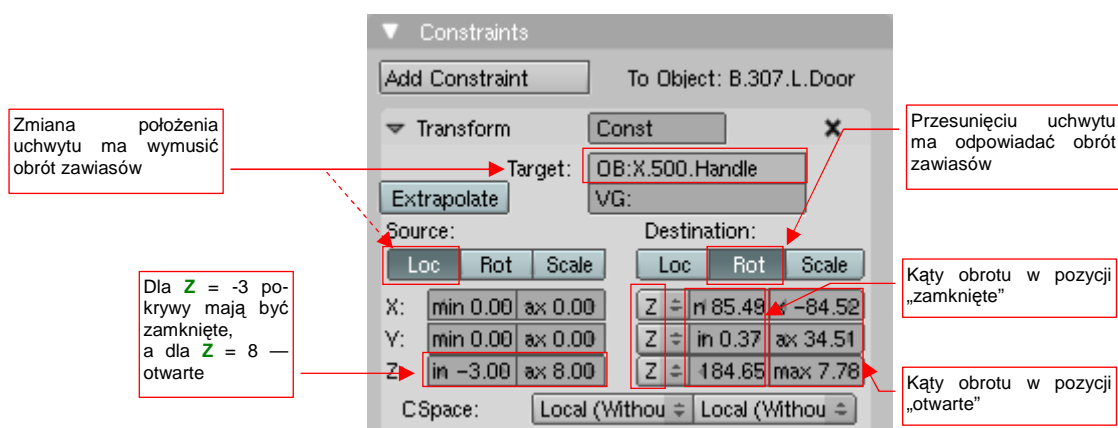 Constraints
Add Constraint To Object: B.307.L.Door
Transform Const
Target: OB:X.500.Handle
Extrapolate VG:
Source: Destination:
Loc Rot Scale Loc Rot Scale
X: min 0.00 ax 0.00 Z 85.49 -84.52
Y: min 0.00 ax 0.00 Z in 0.37 ax 34.51
Z in -3.00 ax 8.00 Z 184.65 max 7.78
CSpace: Local (Withou Local (Withou
Zmiana położenia
uchwytu ma wymusić
obrót zawiasów
Dla Z = -3 po-
krywy mają być
zamknięte,
a dla Z = 8 —
otwarte
Przesunięciu uchwytu
ma odpowiadać obrót
zawiasów
Kąty obrotu w pozycji
„zamknięte”
Kąty obrotu w pozycji
„otwarte”